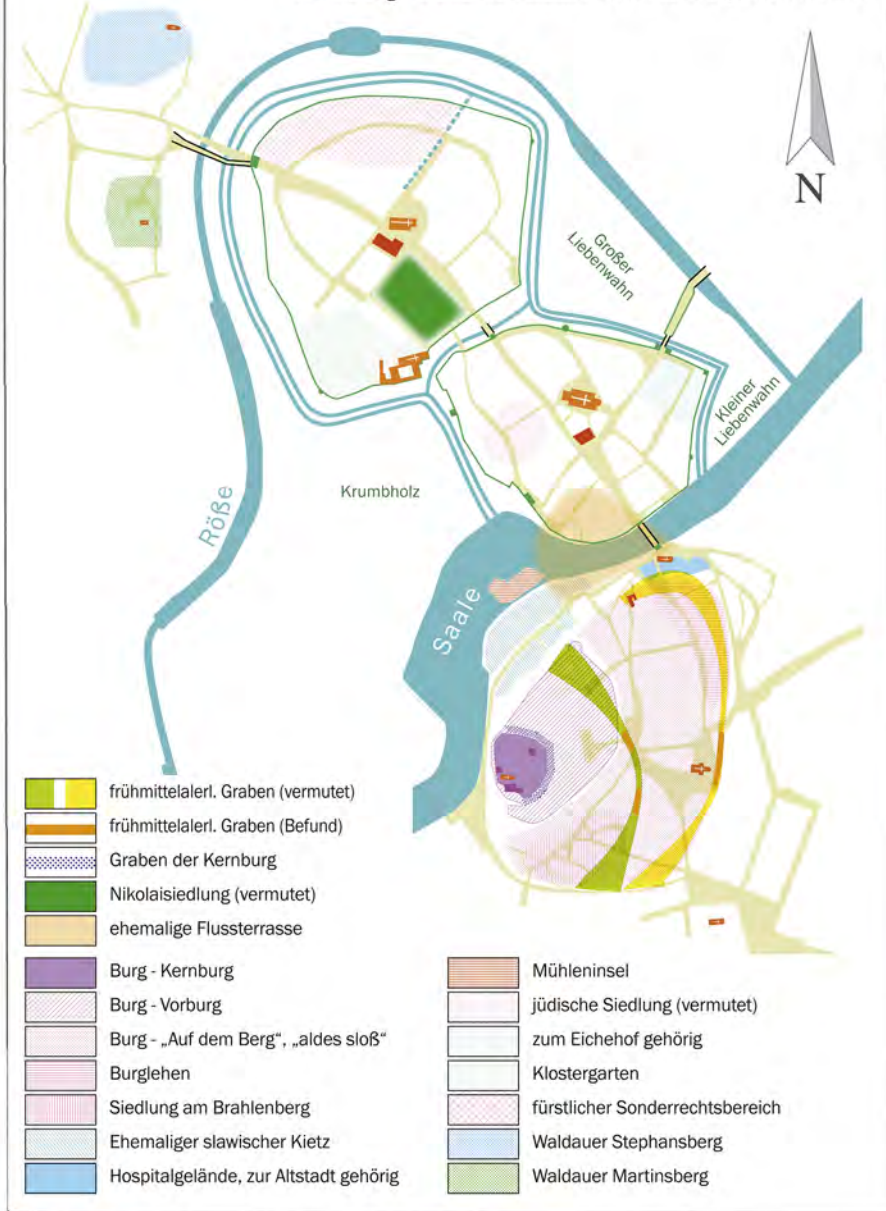 N
Großer
Liebenwahn
Kleiner
Liebenwahn
Krumbholz
Röße
Saale
frühmittelalerl. Graben (vermutet)
frühmittelalerl. Graben (Befund)
Graben der Kernburg
Nikolaisiedlung (vermutet)
ehemalige Flussterrasse
Burg - Kernburg
Burg - Vorburg
Burg - „Auf dem Berg“, „aldes sloß“
Burglehen
Siedlung am Brahlenberg
Ehemaliger slawischer Kietz
Hospitalgelände, zur Altstadt gehörig
Mühleninsel
jüdische Siedlung (vermutet)
zum Eichehof gehörig
Klostergarten
fürstlicher Sonderrechtsbereich
Waldauer Stephansberg
Waldauer Martinsberg